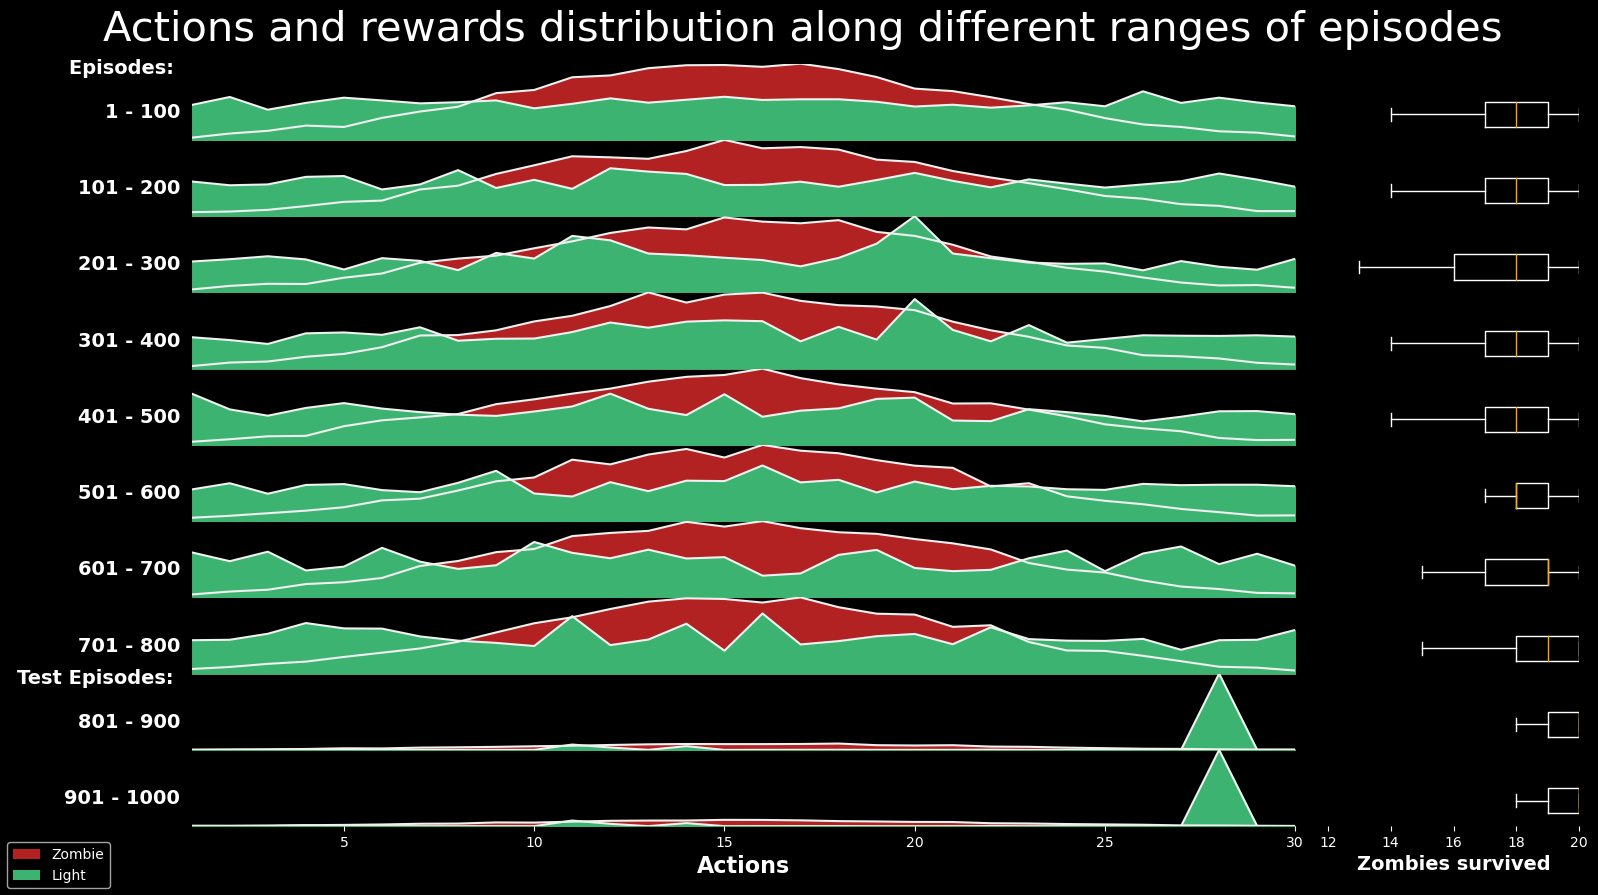 Actions and rewards distribution along different ranges of episodes
Episodes:
1 - 100
101 - 200
201 - 300
301 - 400
401 - 500
501 - 600
601 - 700
701 - 800
Test Episodes:
801 - 900
901 - 1000
5 10 15 20 25 30 12 14 16 18 20
Actions
Zombies survived
Zombie
Light